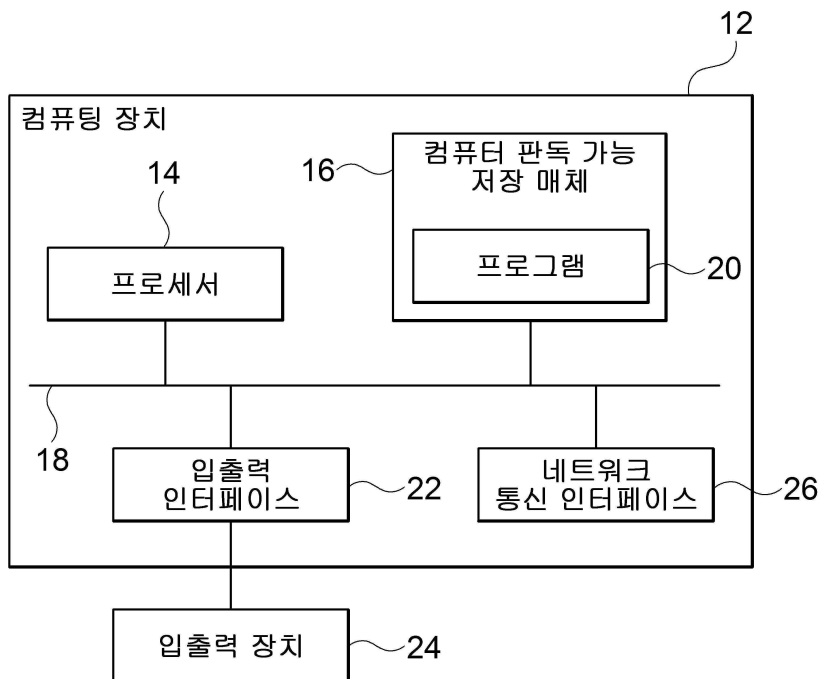 12
컴퓨팅 장치
14
16
컴퓨터 판독 가능
저장 매체
프로세서
프로그램
20
18
입출력
인터페이스
22
네트워크
통신 인터페이스
26
입출력 장치
24